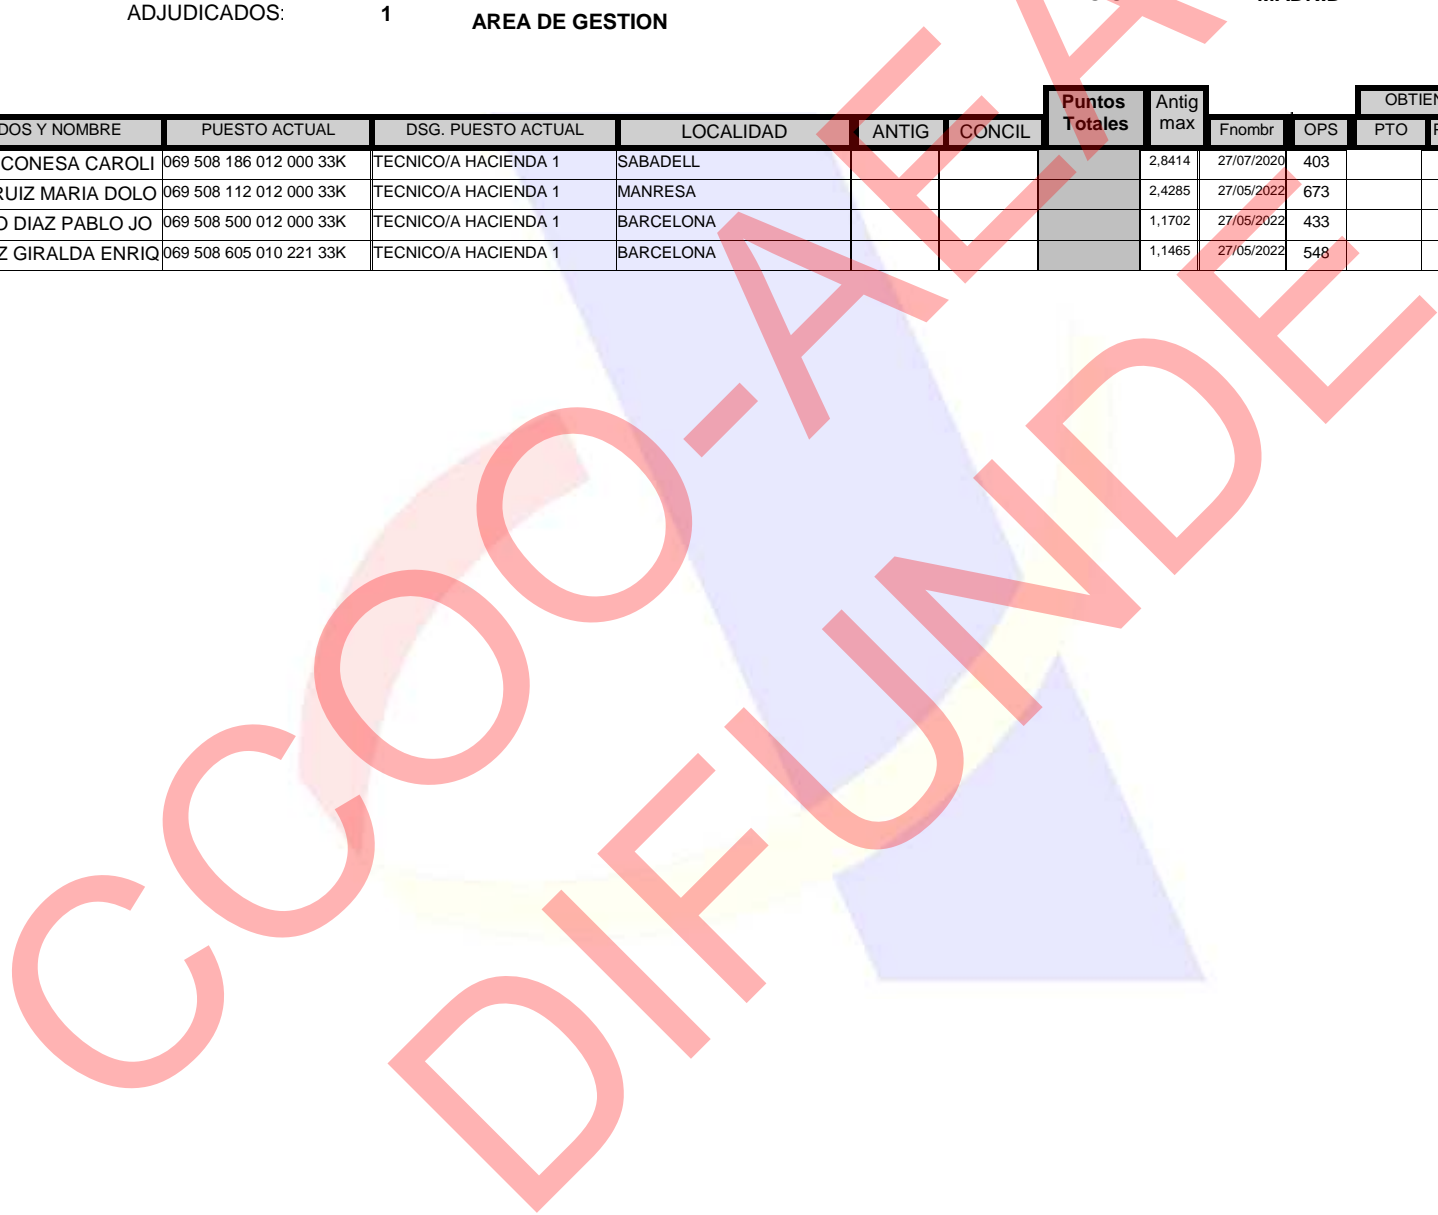 ADJUDICADOS: 1 AREA DE GESTION MADRID
Puntos Totales Antig max OBTIEN
DOS Y NOMBRE PUESTO ACTUAL DSG. PUESTO ACTUAL LOCALIDAD ANTIG CONCIL Fnombr OPS PTO
CONESA CAROLI 069 508 186 012 000 33K TECNICO/A HACIENDA 1 SABADELL 2,8414 27/07/2020 403
RUIZ MARIA DOLO 069 508 112 012 000 33K TECNICO/A HACIENDA 1 MANRESA 2,4285 27/05/2022 673
O DIAZ PABLO JO 069 508 500 012 000 33K TECNICO/A HACIENDA 1 BARCELONA 1,1702 27/05/2022 433
Z GIRALDA ENRIQ 069 508 605 010 221 33K TECNICO/A HACIENDA 1 BARCELONA 1,1465 27/05/2022 548
CCOO-AEA
DIFUNDE